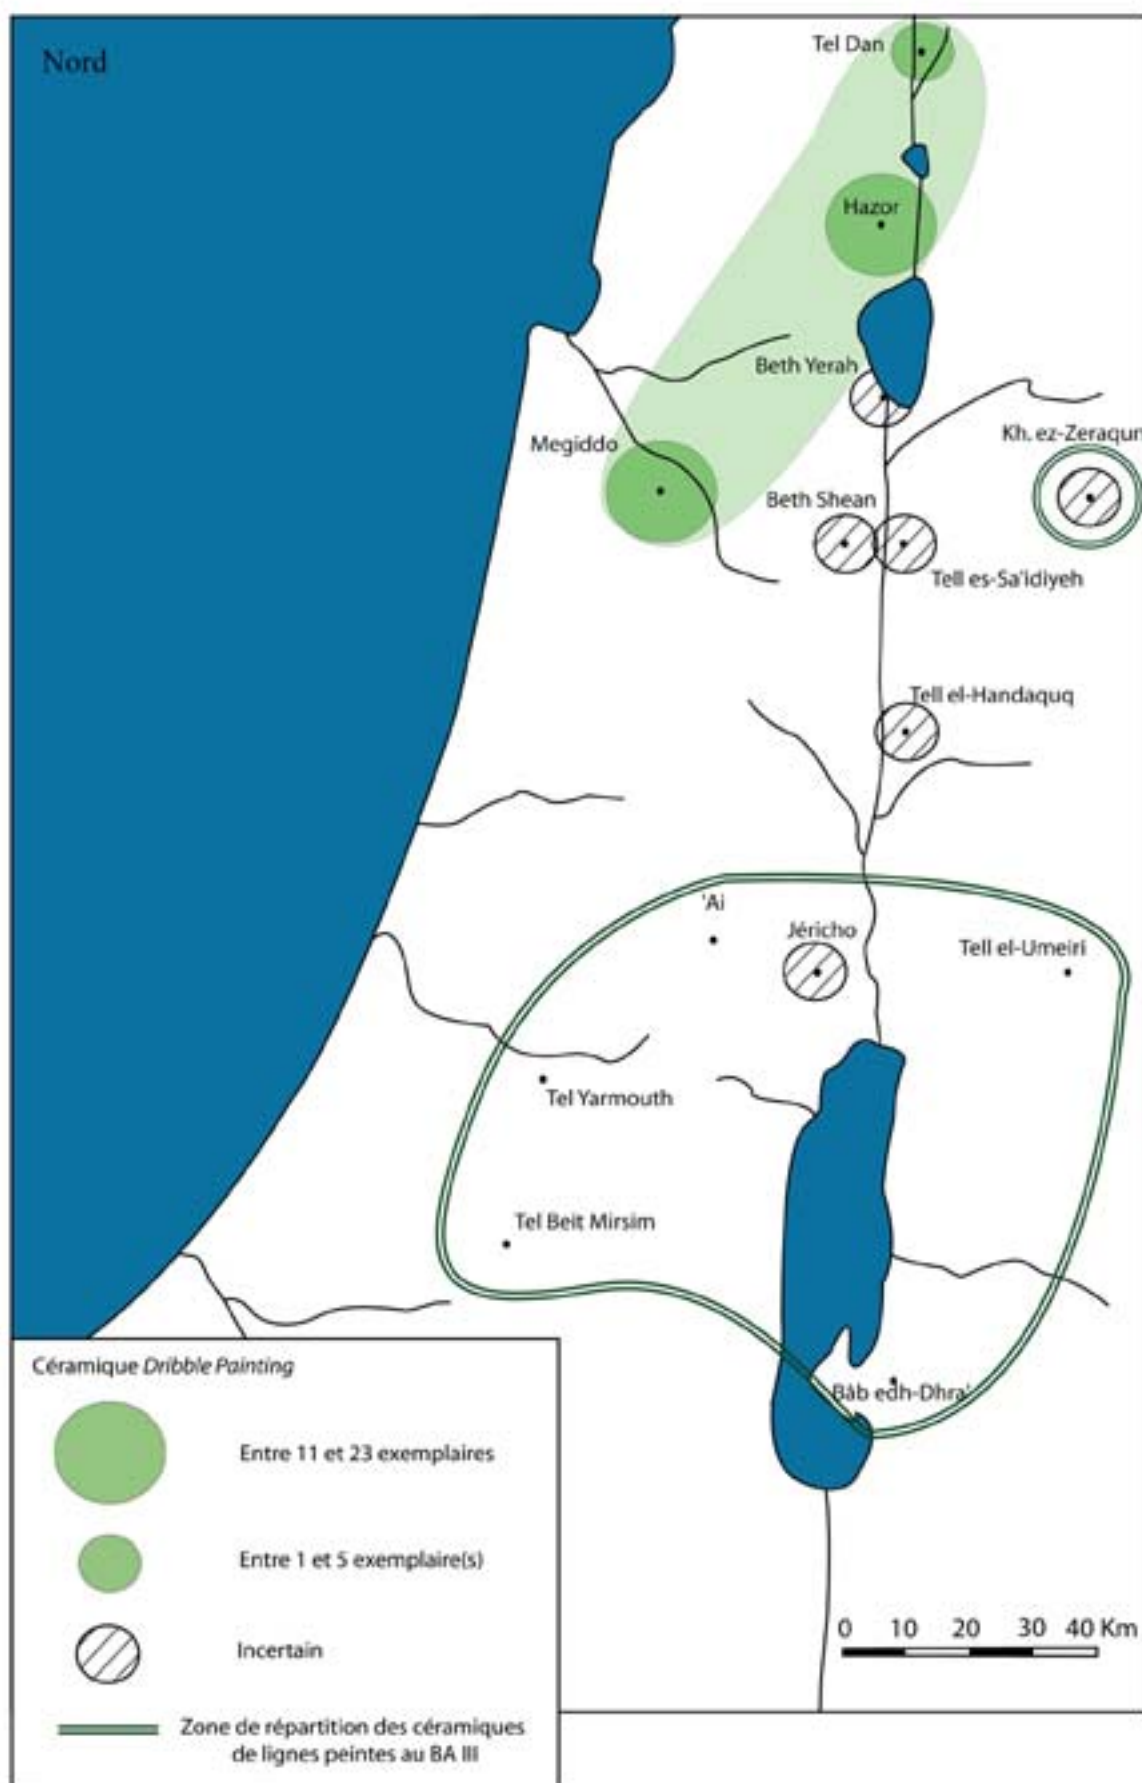 Nord
Tel Dan
Hazor
Beth Yerah
Kh. ez-Zeraqun
Megiddo
Beth Shean
Tell es-Sa'idiyeh
Tell el-Handaquq
'Ai
Jéricho
Tell el-Umeiri
Tel Yarmouth
Tel Beit Mirsim
Bâb edh-Dhra'
Céramique Dribble Painting
Entre 11 et 23 exemplaires
Entre 1 et 5 exemplaire(s)
Incertain
Zone de répartition des céramiques
de lignes peintes au BA III
0 10 20 30 40 Km